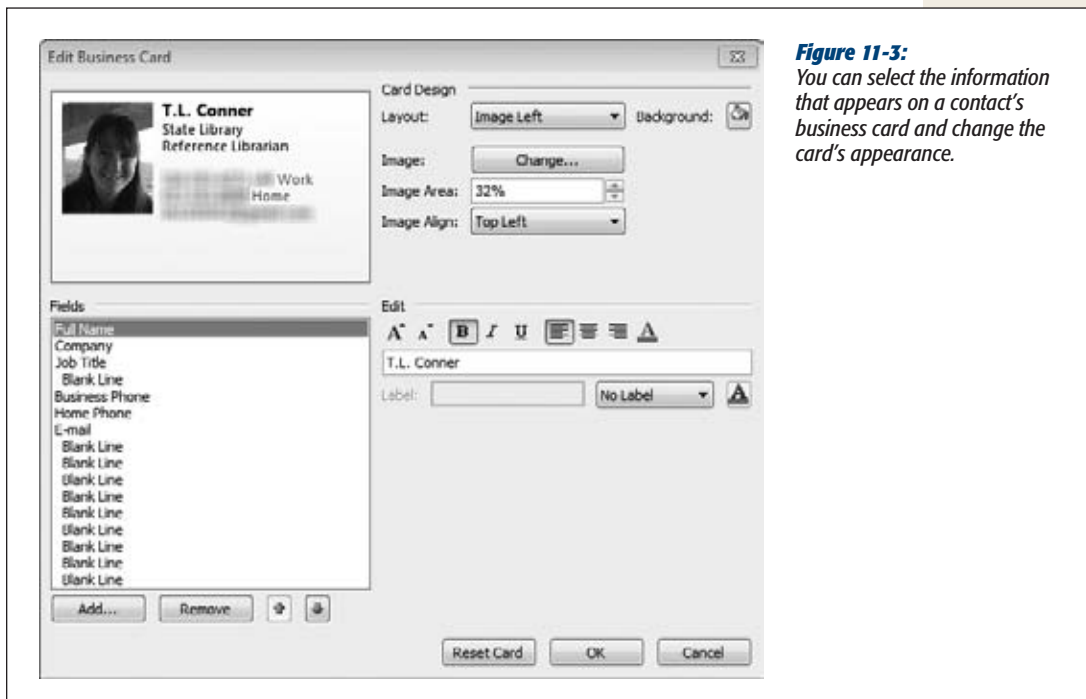 Edit Business Card
T.L. Conner
State Library
Reference Librarian
Work
Home
Card Design
Layout:
Image Left
Background:
Image:
Change...
Image Area:
32%
Image Align:
Top Left
Fields
Full Name
Company
Job Title
Blank Line
Business Phone
Home Phone
E-mail
Blank Line
Blank Line
Blank Line
Blank Line
Blank Line
Blank Line
Blank Line
Blank Line
Blank Line
Add...
Remove
Edit
A A B I U A
T.L. Conner
Label:
No Label
A
Reset Card
OK
Cancel
Figure 11-3:
You can select the information
that appears on a contact's
business card and change the
card's appearance.